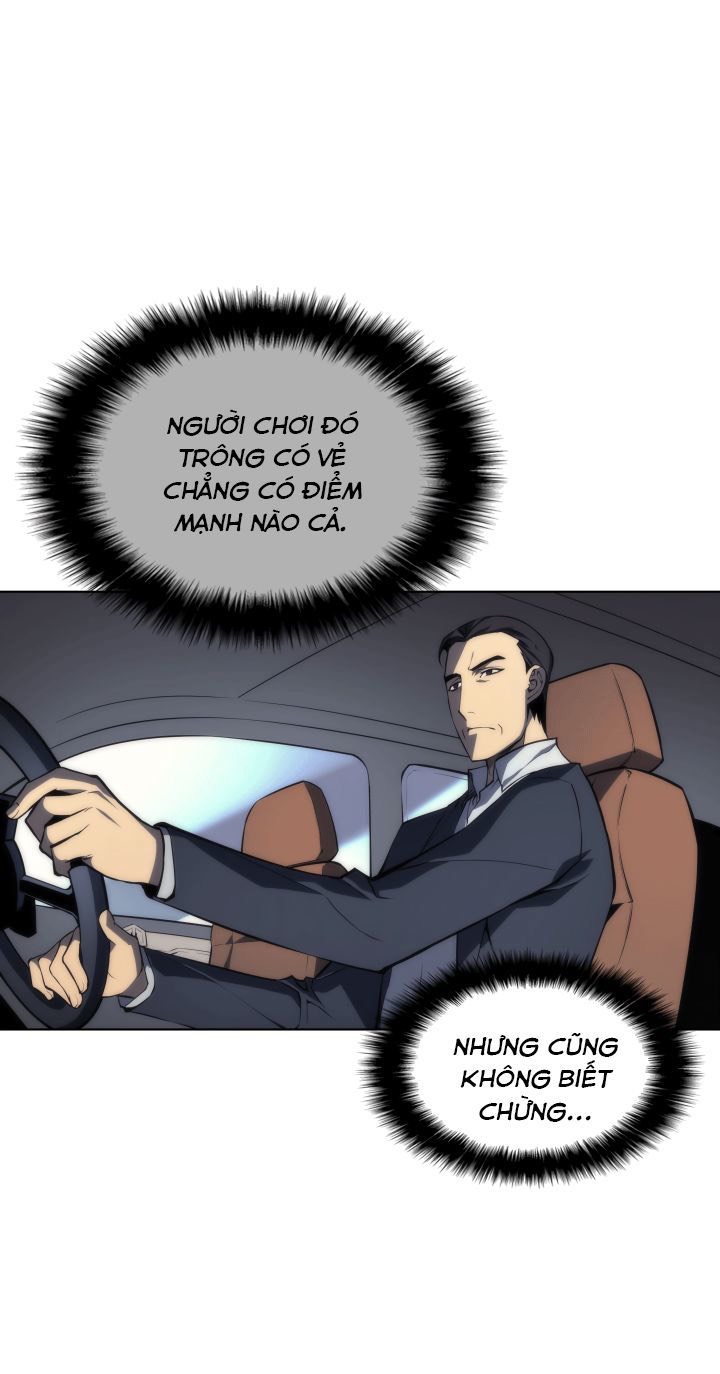 NGƯỜI CHƠI ĐÓ
TRÔNG CÓ VẺ
CHẲNG CÓ ĐIỂM
MẠNH NÀO CẢ.
NHƯNG CŨNG
KHÔNG BIẾT
CHỪNG...